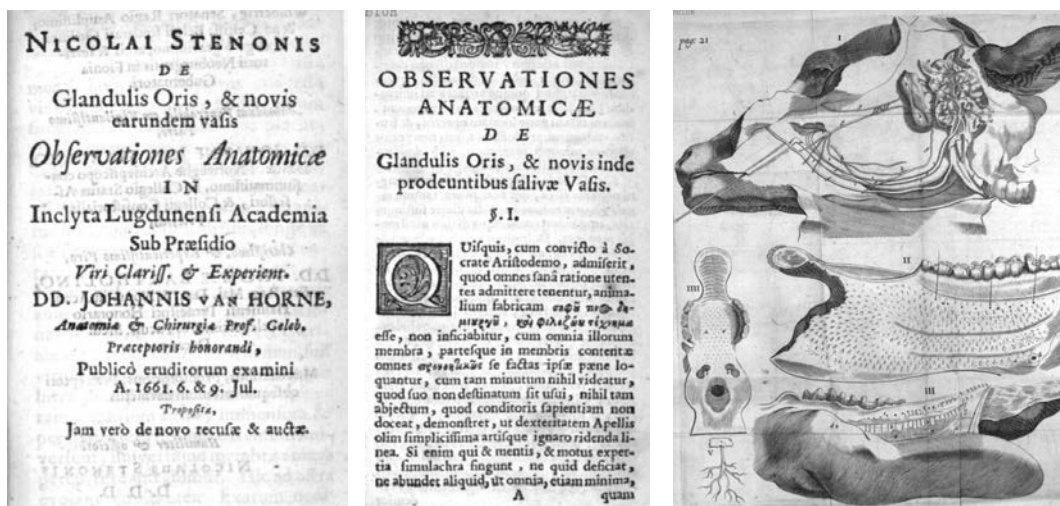 NICOLAI STENONIS
DE
Glandulis Oris, & novis
earundem vasis
Observationes Anatomicæ
IN
Inclyta Lugdunensi Academia
Sub Præsidio
Viri Clariss. & Experient.
DD. JOHANNIS VAN HORNE,
Anatomiæ & Chirurgiæ Prof. Celeb.
Præceptoris honorandi,
Publicò eruditorum examini
A. 1661. 6. & 9. Jul.
Propositæ,
Jam verò de novo recusæ & auctæ.
OBSERVATIONES
ANATOMICÆ
DE
Glandulis Oris, & novis inde
prodeuntibus salivæ Vasis.
§. I.
QUisquis, cum convicto à So-
crate Aristodemo, admiserit,
quod omnes sanâ ratione uten-
tes admittere tenentur, anima-
lium fabricam
esse, non inficiabitur, cum omnia illorum
membra, partesque in membris contentæ
omnes se factas ipsæ pæne lo-
quantur, cum tam minutum nihil videatur,
quod suo non destinatum sit usui, nihil tam
abjectum, quod conditoris sapientiam non
doceat, demonstret, ut dexteritatem Apellis
olim simplicissima artisque ignaro ridenda li-
nea. Si enim qui & mentis, & motus exper-
tia simulachra fingunt, ne quid deficiat,
ne abundet aliquid, ut omnia, etiam minima,
A quam
pag. 21
I
II
IIII
III